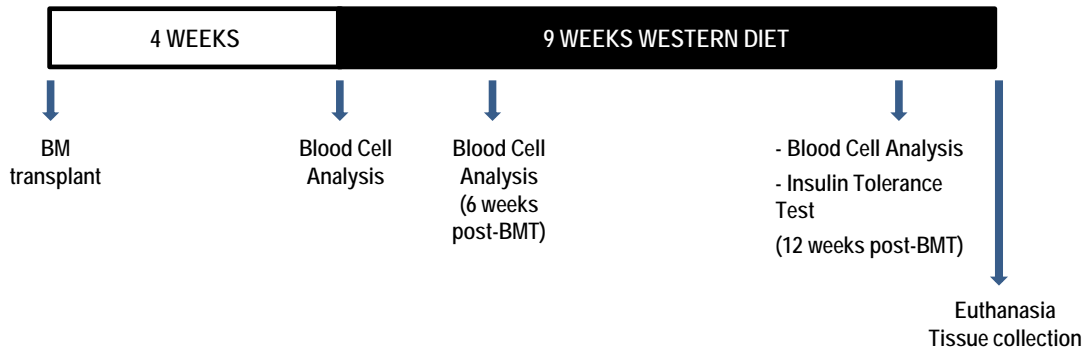 4 WEEKS
9 WEEKS WESTERN DIET
BM
transplant
Blood Cell
Analysis
Blood Cell
Analysis
(6 weeks
post-BMT)
- Blood Cell Analysis
- Insulin Tolerance
Test
(12 weeks post-BMT)
Euthanasia
Tissue collection